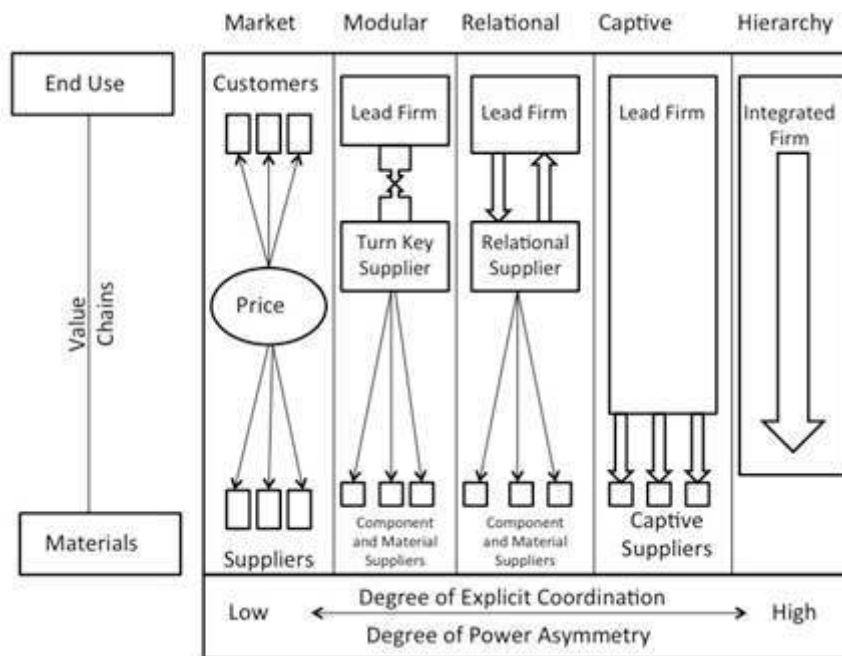 Market Modular Relational Captive Hierarchy
End Use
Customers
Lead Firm
Lead Firm
Lead Firm
Integrated
Firm
Turn Key
Supplier
Relational
Supplier
Price
Value
Chains
Materials
Suppliers
Component
and Material
Suppliers
Component
and Material
Suppliers
Captive
Suppliers
Low
Degree of Explicit Coordination
Degree of Power Asymmetry
High